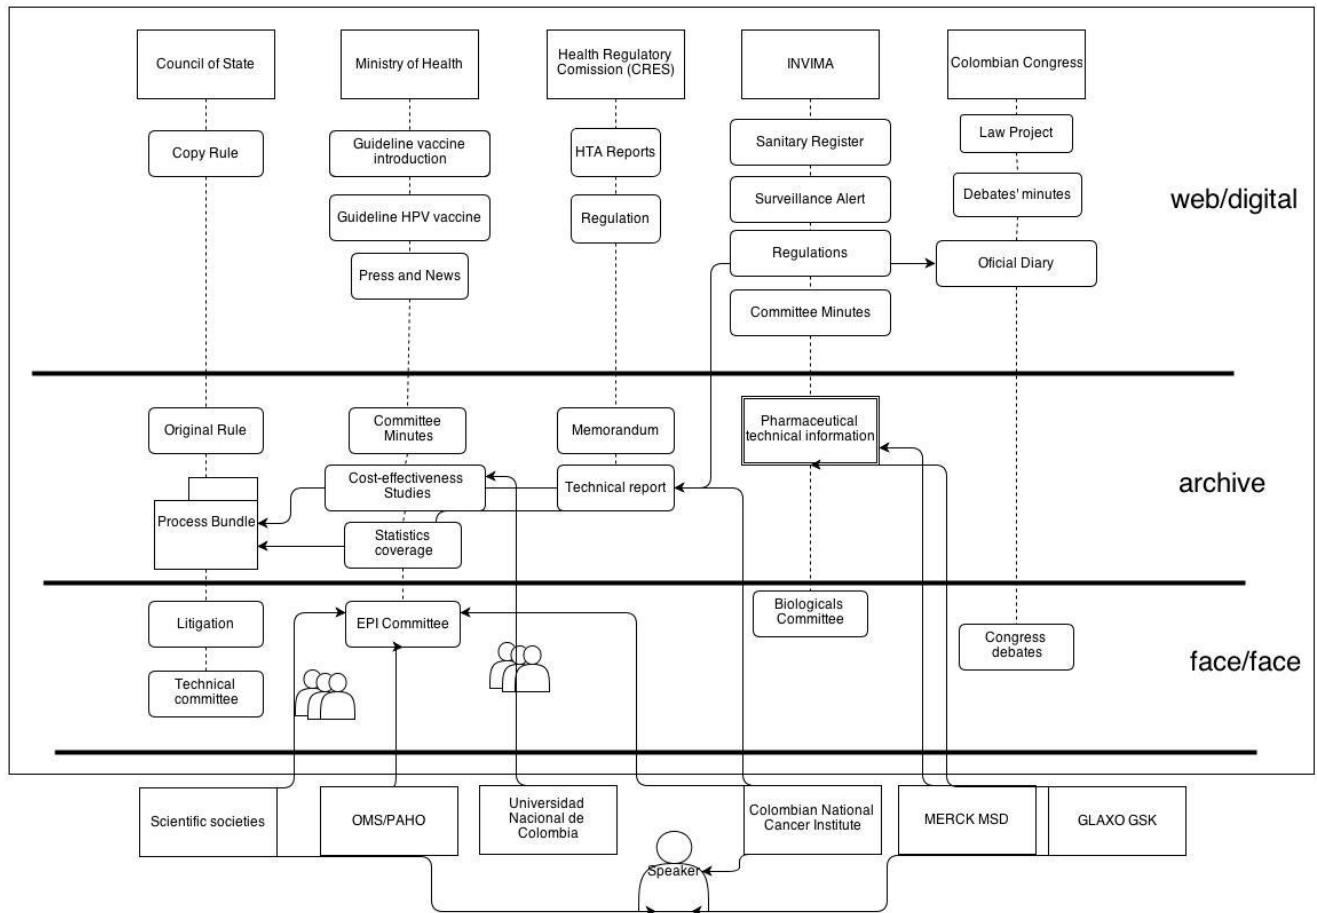 Council of State
Ministry of Health
Health Regulatory
Comission (CRES)
INVIMA
Colombian Congress
Copy Rule
Guideline vaccine
introduction
HTA Reports
Sanitary Register
Law Project
Guideline HPV vaccine
Regulation
Surveillance Alert
Debates' minutes
web/digital
Press and News
Regulations
Oficial Diary
Committee Minutes
Original Rule
Committee
Minutes
Memorandum
Pharmaceutical
technical information
Cost-effectiveness
Studies
Technical report
archive
Process Bundle
Statistics
coverage
Litigation
EPI Committee
Biologicals
Committee
Congress
debates
face/face
Technical
committee
Scientific societies
OMS/PAHO
Universidad
Nacional de
Colombia
Colombian National
Cancer Institute
MERCK MSD
GLAXO GSK
Speaker